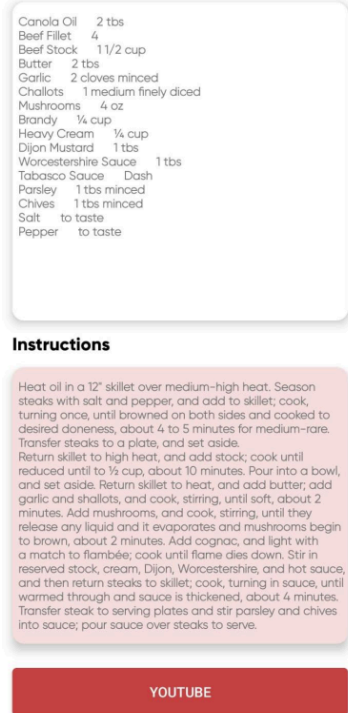 Canola Oil 2 tbs
Beef Fillet 4
Beef Stock 1 1/2 cup
Butter 2 tbs
Garlic 2 cloves minced
Challots 1 medium finely diced
Mushrooms 4 oz
Brandy ¼ cup
Heavy Cream ¼ cup
Dijon Mustard 1 tbs
Worcestershire Sauce 1 tbs
Tabasco Sauce Dash
Parsley 1 tbs minced
Chives 1 tbs minced
Salt to taste
Pepper to taste
Instructions
Heat oil in a 12" skillet over medium-high heat. Season
steaks with salt and pepper, and add to skillet; cook,
turning once, until browned on both sides and cooked to
desired doneness, about 4 to 5 minutes for medium-rare.
Transfer steaks to a plate, and set aside.
Return skillet to high heat, and add stock; cook until
reduced until to ½ cup, about 10 minutes. Pour into a bowl,
and set aside. Return skillet to heat, and add butter; add
garlic and shallots, and cook, stirring, until soft, about 2
minutes. Add mushrooms, and cook, stirring, until they
release any liquid and it evaporates and mushrooms begin
to brown, about 2 minutes. Add cognac, and light with
a match to flambée; cook until flame dies down. Stir in
reserved stock, cream, Dijon, Worcestershire, and hot sauce,
and then return steaks to skillet; cook, turning in sauce, until
warmed through and sauce is thickened, about 4 minutes.
Transfer steak to serving plates and stir parsley and chives
into sauce; pour sauce over steaks to serve.
YOUTUBE